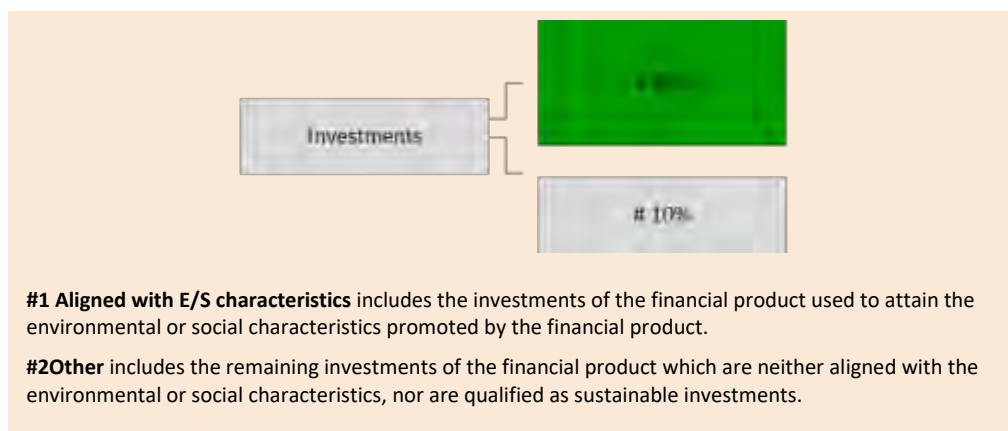 Investments
# 10%
#1 Aligned with E/S characteristics includes the investments of the financial product used to attain the
environmental or social characteristics promoted by the financial product.
#2Other includes the remaining investments of the financial product which are neither aligned with the
environmental or social characteristics, nor are qualified as sustainable investments.